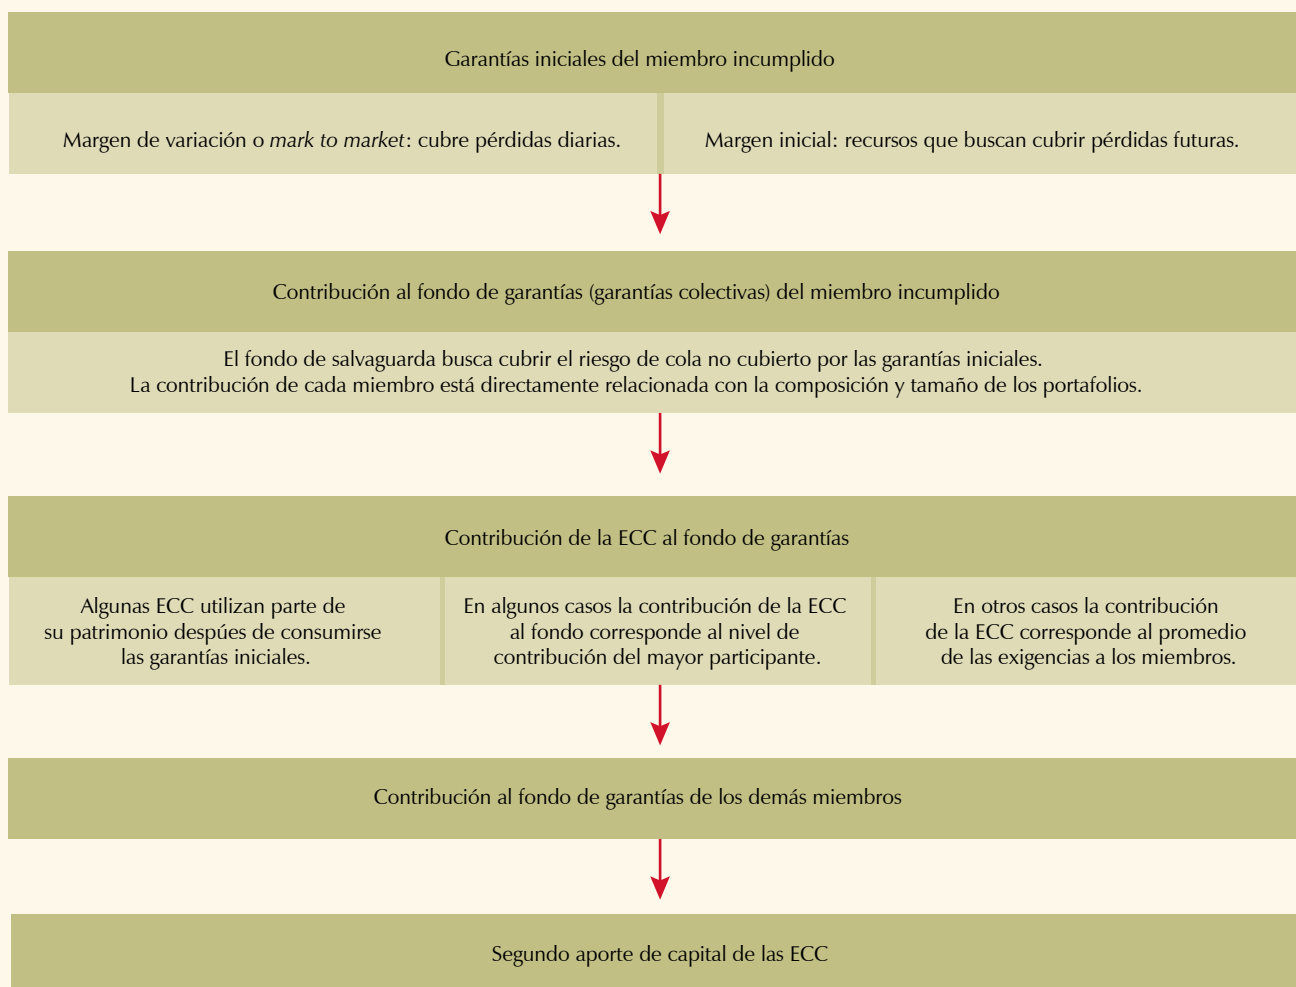 Garantías iniciales del miembro incumplido
Margen de variación o mark to market: cubre pérdidas diarias.
Margen inicial: recursos que buscan cubrir pérdidas futuras.
Contribución al fondo de garantías (garantías colectivas) del miembro incumplido
El fondo de salvaguarda busca cubrir el riesgo de cola no cubierto por las garantías iniciales.
La contribución de cada miembro está directamente relacionada con la composición y tamaño de los portafolios.
Contribución de la ECC al fondo de garantías
Algunas ECC utilizan parte de
su patrimonio despúes de consumirse
las garantías iniciales.
En algunos casos la contribución de la ECC
al fondo corresponde al nivel de
contribución del mayor participante.
En otros casos la contribución
de la ECC corresponde al promedio
de las exigencias a los miembros.
Contribución al fondo de garantías de los demás miembros
Segundo aporte de capital de las ECC